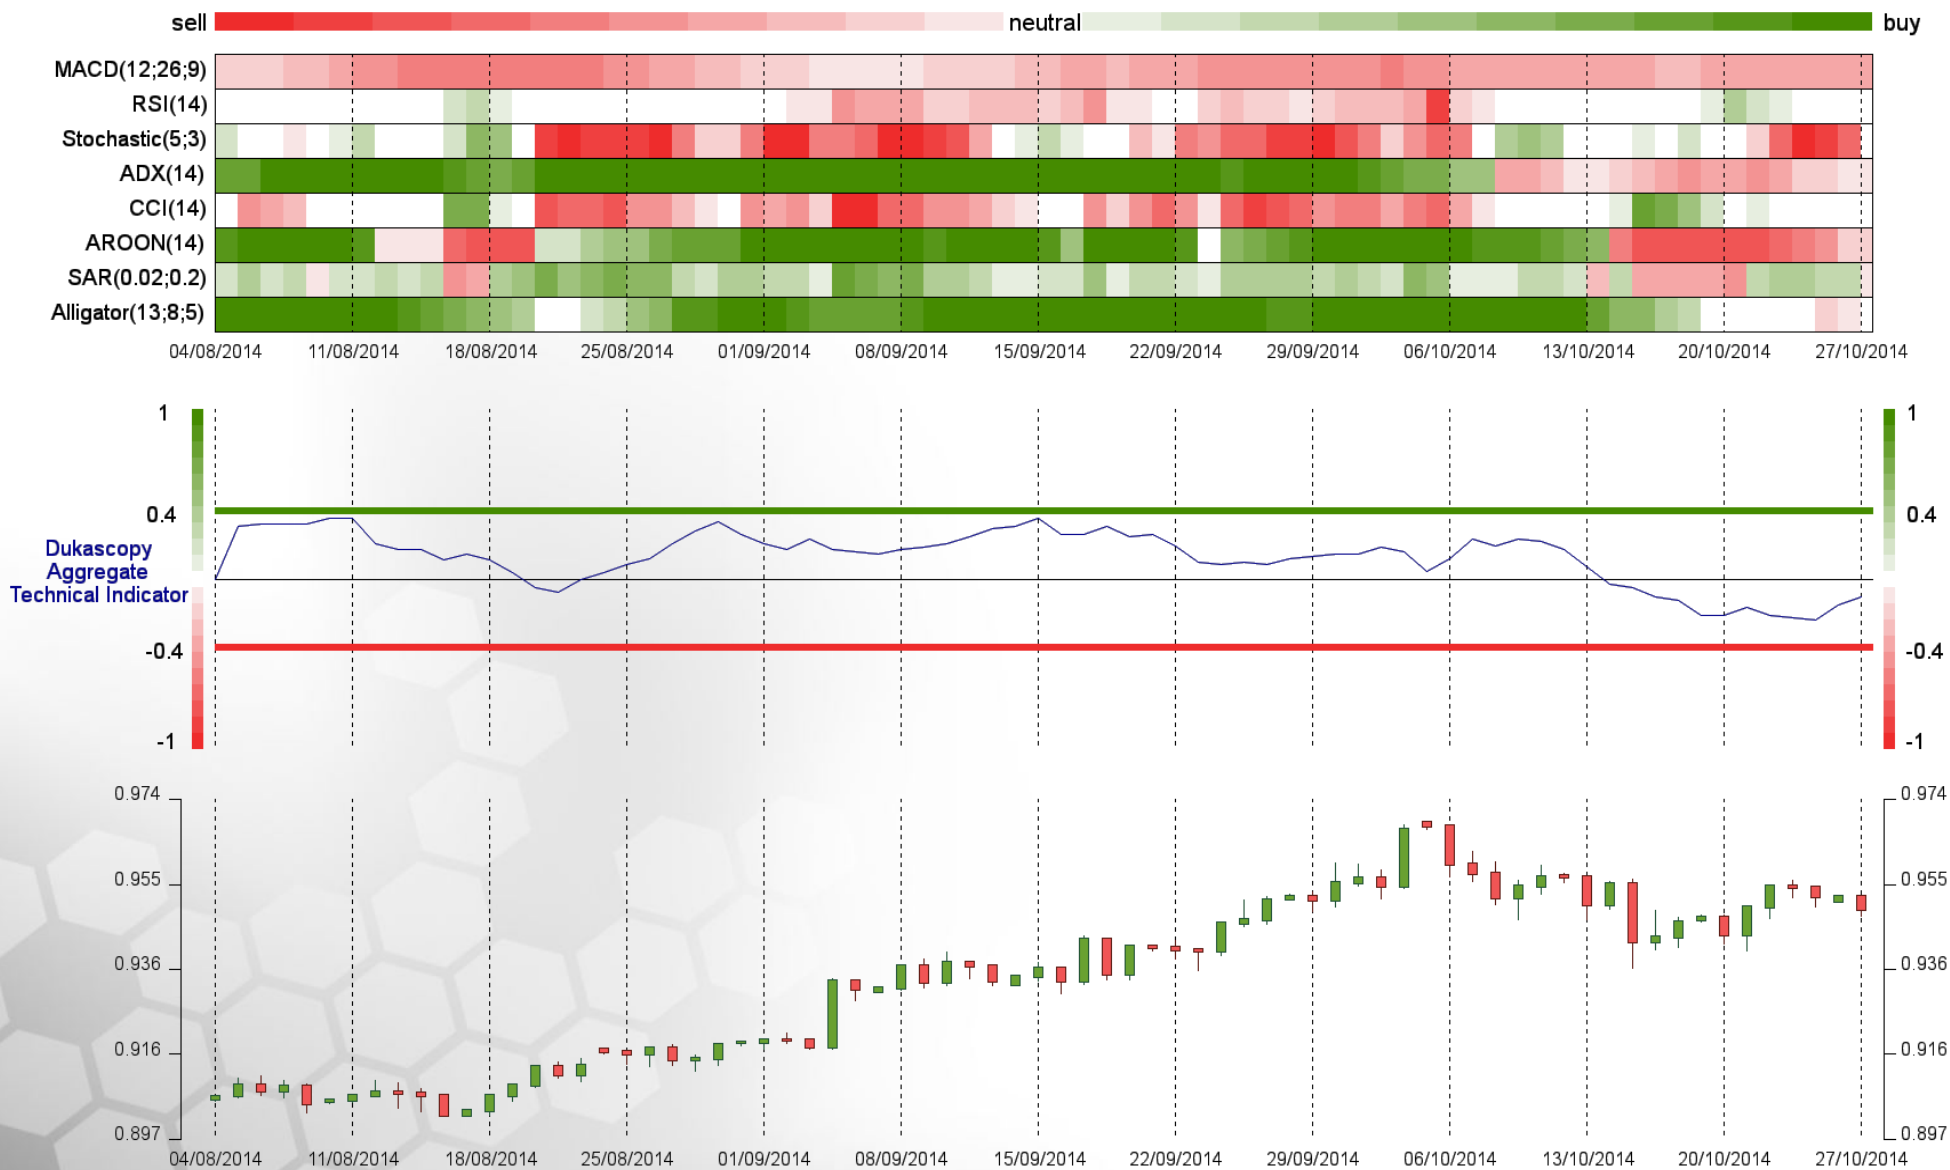 sell neutral buy
MACD(12;26;9)
RSI(14)
Stochastic(5;3)
ADX(14)
CCI(14)
AROON(14)
SAR(0.02;0.2)
Alligator(13;8;5)
04/08/2014 11/08/2014 18/08/2014 25/08/2014 01/09/2014 08/09/2014 15/09/2014 22/09/2014 29/09/2014 06/10/2014 13/10/2014 20/10/2014 27/10/2014
1 1
0.4 0.4
Dukascopy
Aggregate
Technical Indicator
-0.4 -0.4
-1 -1
0.974 0.974
0.955 0.955
0.936 0.936
0.916 0.916
0.897 0.897
04/08/2014 11/08/2014 18/08/2014 25/08/2014 01/09/2014 08/09/2014 15/09/2014 22/09/2014 29/09/2014 06/10/2014 13/10/2014 20/10/2014 27/10/2014